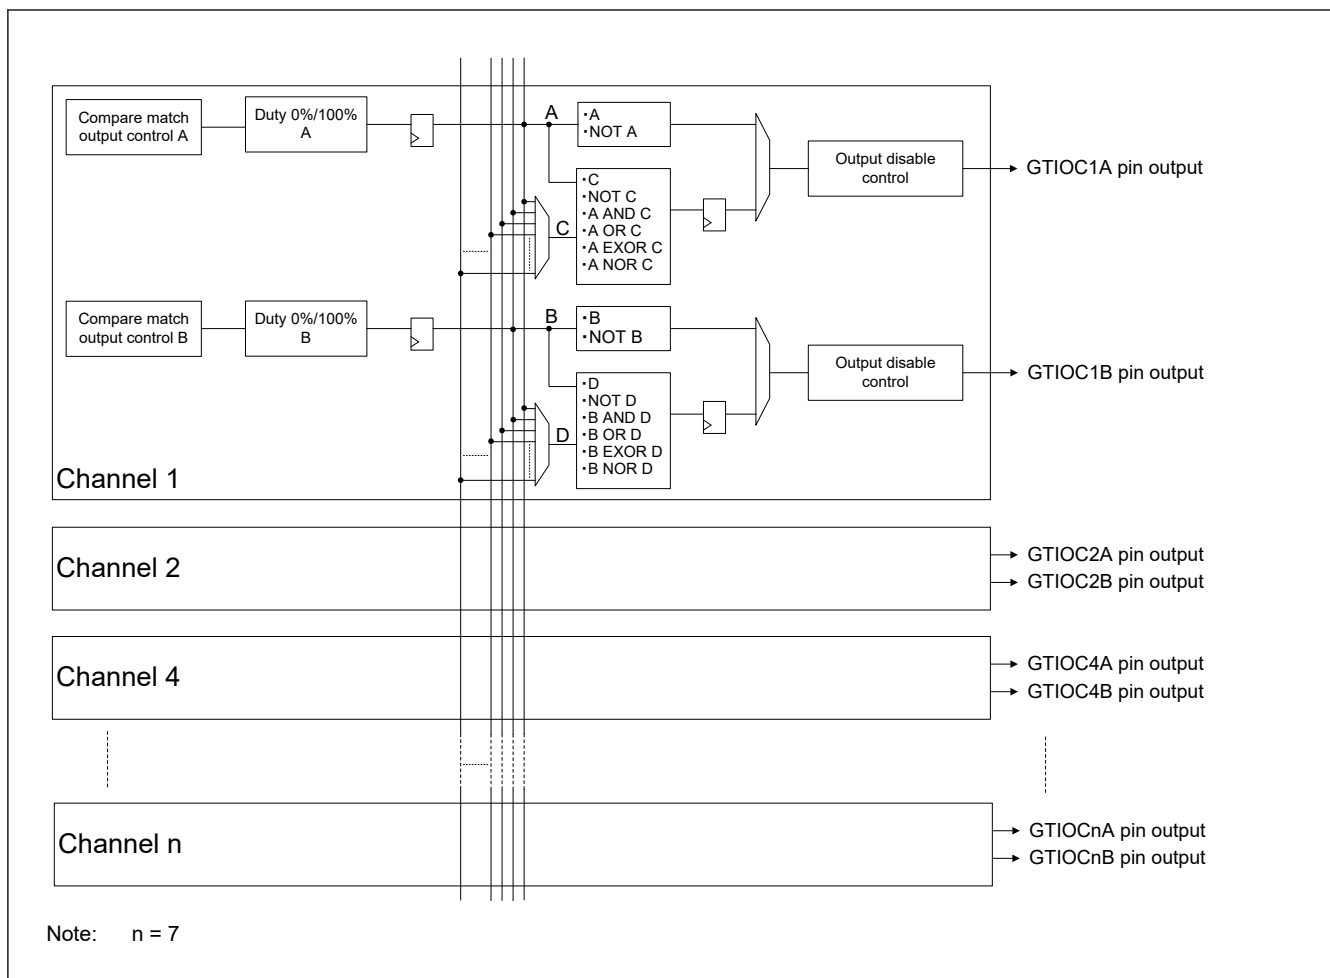 Compare match
output control A
Duty 0%/100%
A
A
・A
・NOT A
・C
・NOT C
・A AND C
・A OR C
・A EXOR C
・A NOR C
C
Output disable
control
GTIOC1A pin output
Compare match
output control B
Duty 0%/100%
B
B
・B
・NOT B
・D
・NOT D
・B AND D
・B OR D
・B EXOR D
・B NOR D
D
Output disable
control
GTIOC1B pin output
Channel 1
Channel 2
GTIOC2A pin output
GTIOC2B pin output
Channel 4
GTIOC4A pin output
GTIOC4B pin output
Channel n
GTIOCnA pin output
GTIOCnB pin output
Note: n = 7